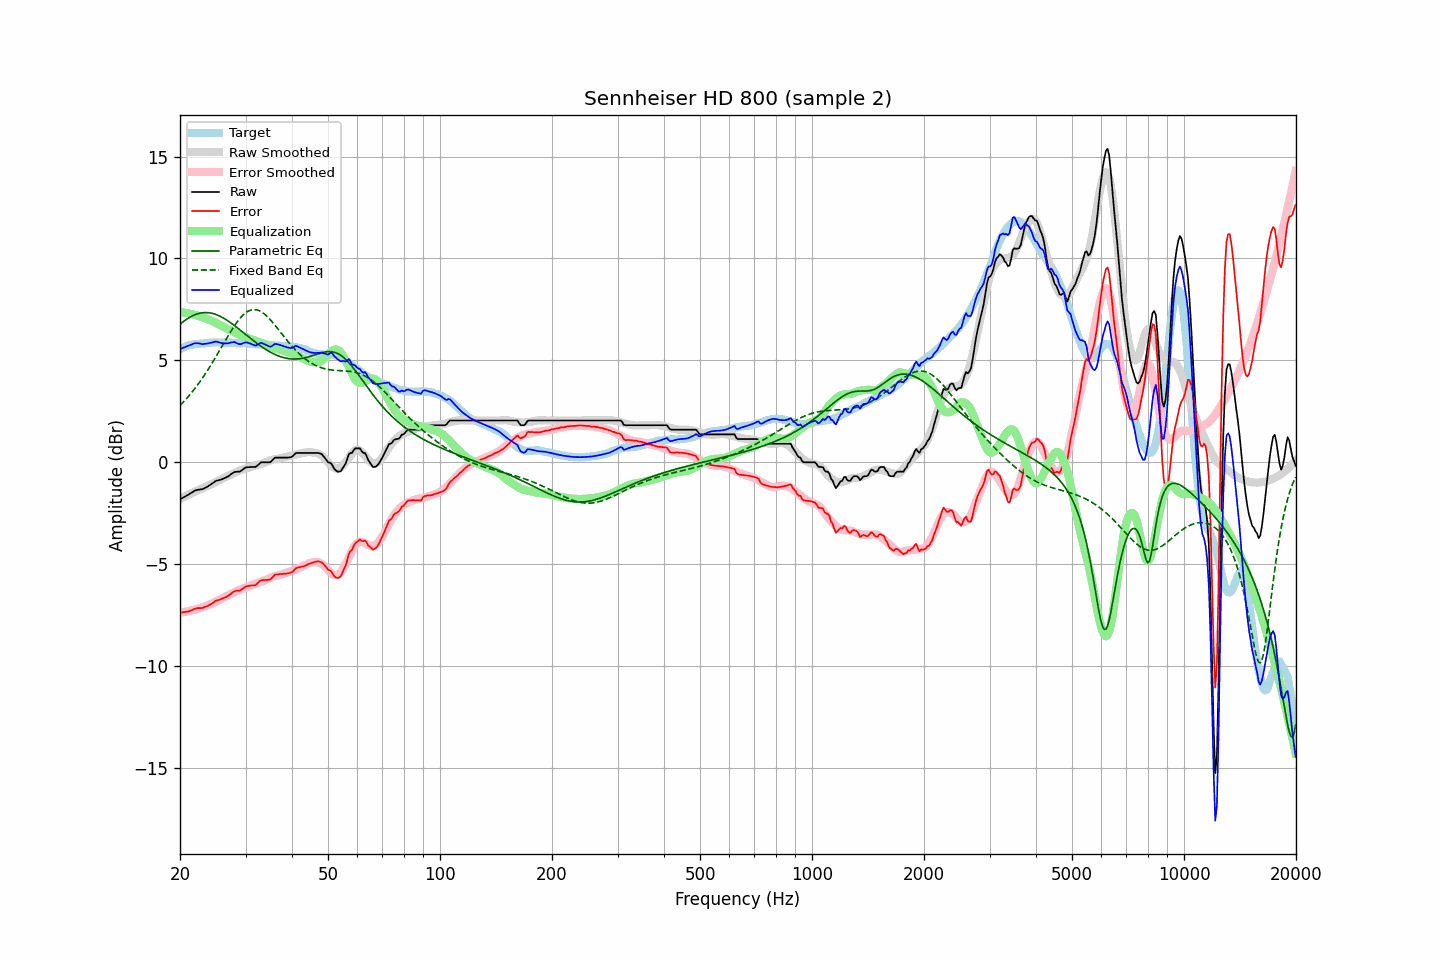 Sennheiser HD 800 (sample 2)
Target
Raw Smoothed
Error Smoothed
Raw
Error
Equalization
Parametric Eq
Fixed Band Eq
Equalized
15
10
5
0
−5
−10
−15
Amplitude (dBr)
20 50 100 200 500 1000 2000 5000 10000 20000
Frequency (Hz)